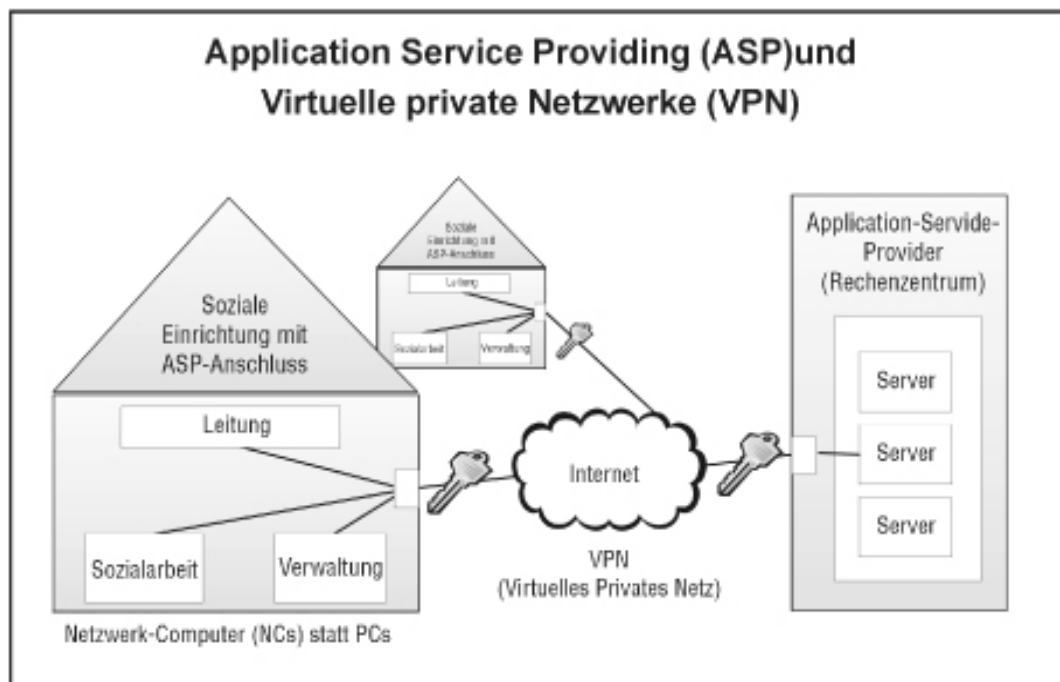 Application Service Providing (ASP)und
Virtuelle private Netzwerke (VPN)
Soziale
Einrichtung mit
ASP-Anschluss
Leitung
Sozialarbeit
Verwaltung
Soziale
Einrichtung mit
ASP-Anschluss
Leitung
Sozialarbeit
Verwaltung
Netzwerk-Computer (NCs) statt PCs
Internet
VPN
(Virtuelles Privates Netz)
Application-Servide-
Provider
(Rechenzentrum)
Server
Server
Server